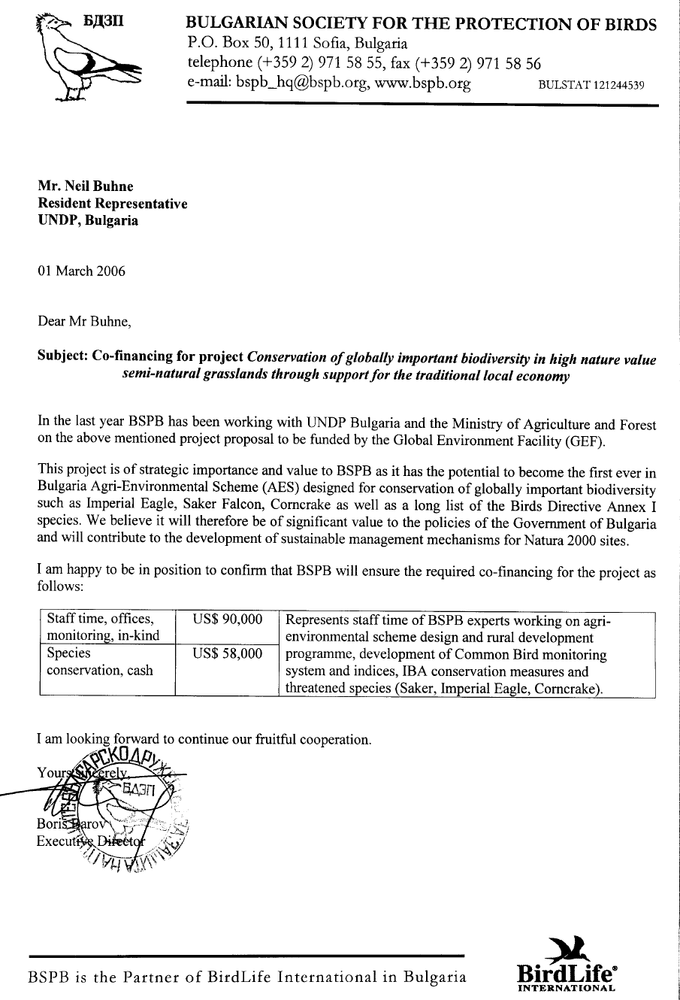 БДЗП
BULGARIAN SOCIETY FOR THE PROTECTION OF BIRDS
P.O. Box 50, 1111 Sofia, Bulgaria
telephone (+359 2) 971 58 55, fax (+359 2) 971 58 56
e-mail: bspb_hq@bspb.org, www.bspb.org BULSTAT 121244539
Mr. Neil Buhne
Resident Representative
UNDP, Bulgaria
01 March 2006
Dear Mr Buhne,
Subject: Co-financing for project Conservation of globally important biodiversity in high nature value
semi-natural grasslands through support for the traditional local economy
In the last year BSPB has been working with UNDP Bulgaria and the Ministry of Agriculture and Forest
on the above mentioned project proposal to be funded by the Global Environment Facility (GEF).
This project is of strategic importance and value to BSPB as it has the potential to become the first ever in
Bulgaria Agri-Environmental Scheme (AES) designed for conservation of globally important biodiversity
such as Imperial Eagle, Saker Falcon, Corncrake as well as a long list of the Birds Directive Annex I
species. We believe it will therefore be of significant value to the policies of the Government of Bulgaria
and will contribute to the development of sustainable management mechanisms for Natura 2000 sites.
I am happy to be in position to confirm that BSPB will ensure the required co-financing for the project as
follows:
Staff time, offices,
monitoring, in-kind
US$ 90,000
Species
conservation, cash
US$ 58,000
Represents staff time of BSPB experts working on agri-
environmental scheme design and rural development
programme, development of Common Bird monitoring
system and indices, IBA conservation measures and
threatened species (Saker, Imperial Eagle, Corncrake).
I am looking forward to continue our fruitful cooperation.
Yours sincerely,
БДЗП
Boris Barov
Executive Director
BSPB is the Partner of BirdLife International in Bulgaria
BirdLife®
INTERNATIONAL